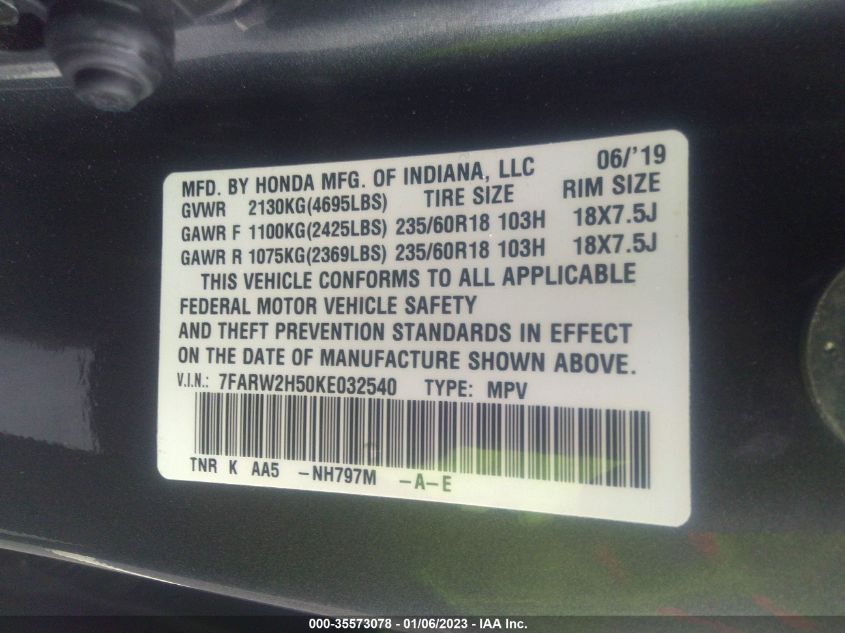 MFD. BY HONDA MFG. OF INDIANA, LLC 06/'19
GVWR 2130KG(4695LBS) TIRE SIZE RIM SIZE
GAWR F 1100KG(2425LBS) 235/60R18 103H 18X7.5J
GAWR R 1075KG(2369LBS) 235/60R18 103H 18X7.5J
THIS VEHICLE CONFORMS TO ALL APPLICABLE
FEDERAL MOTOR VEHICLE SAFETY
AND THEFT PREVENTION STANDARDS IN EFFECT
ON THE DATE OF MANUFACTURE SHOWN ABOVE.
V.I.N.: 7FARW2H50KE032540 TYPE: MPV
TNR K AA5 -NH797M -A-E
000-35573078 - 01/06/2023 - IAA Inc.